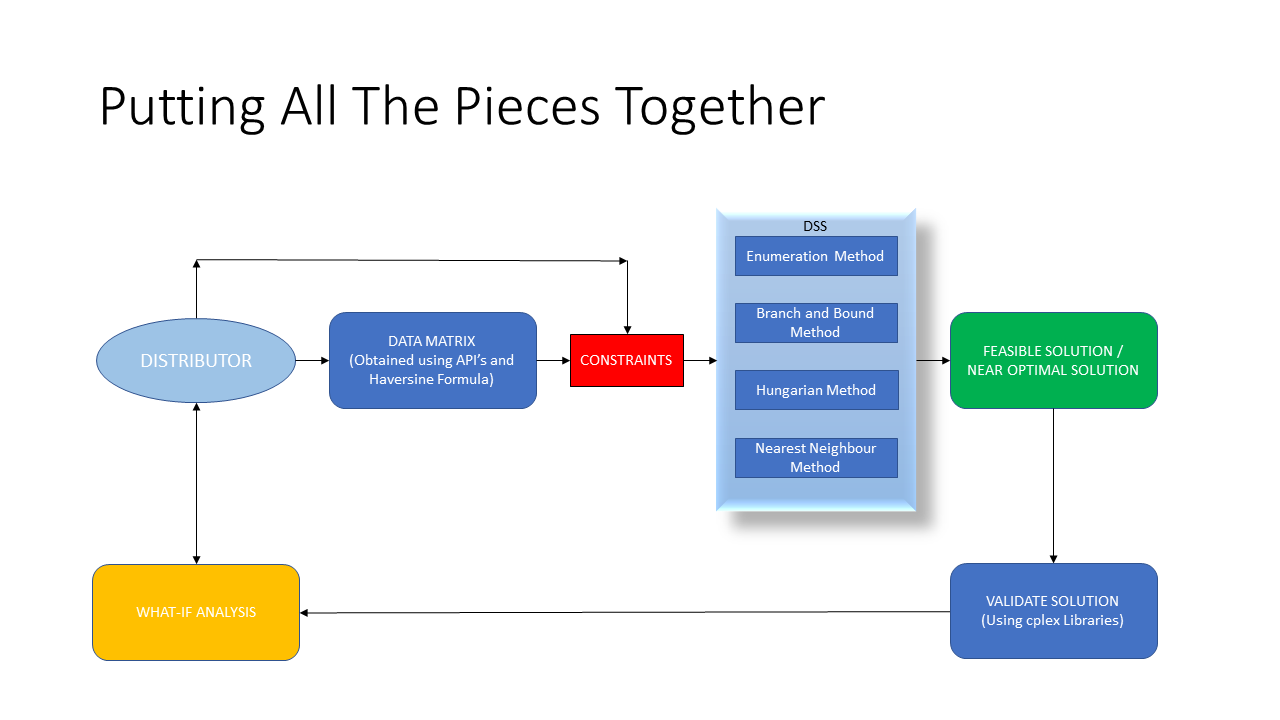 Putting All The Pieces Together
DSS
Enumeration Method
Branch and Bound
Method
Hungarian Method
Nearest Neighbour
Method
DISTRIBUTOR
DATA MATRIX
(Obtained using API’s and
Haversine Formula)
CONSTRAINTS
FEASIBLE SOLUTION /
NEAR OPTIMAL SOLUTION
WHAT-IF ANALYSIS
VALIDATE SOLUTION
(Using cplex Libraries)